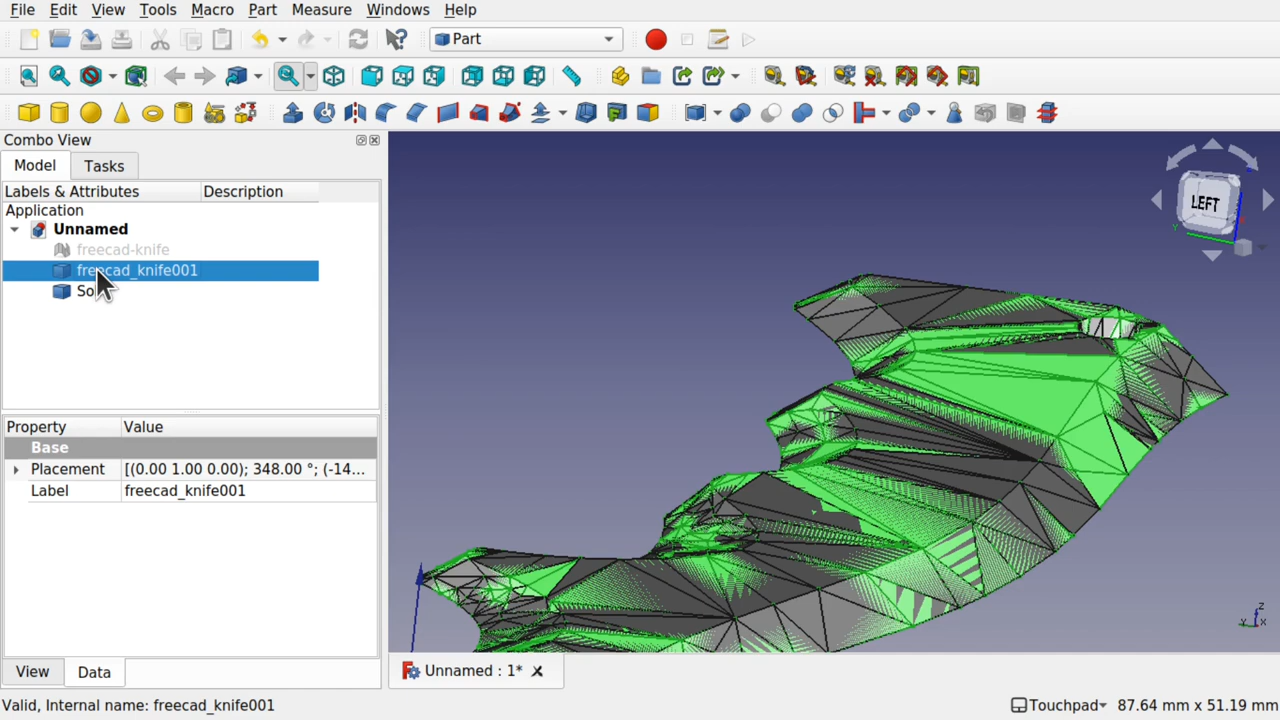 File Edit View Tools Macro Part Measure Windows Help
Part
Combo View
Model Tasks
Labels & Attributes Description
Application
Unnamed
freecad-knife
freecad_knife001
So
Property Value
Base
Placement [(0.00 1.00 0.00); 348.00 °; (-14...
Label freecad_knife001
View Data
LEFT
Y
Z
Y X
Unnamed : 1*
Valid, Internal name: freecad_knife001
Touchpad 87.64 mm x 51.19 mm